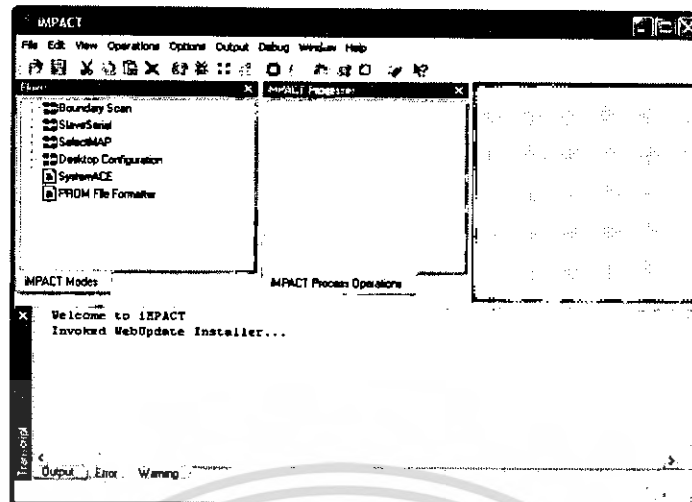 iMPACT
File Edit View Operations Options Output Debug Window Help
Flows
Boundary Scan
SlaveSerial
SelectMAP
Desktop Configuration
SystemACE
PROM File Formatter
iMPACT Modes
iMPACT Processes
iMPACT Process Operations
Welcome to iMPACT
Invoked WebUpdate Installer...
Transcript
Output Error Warning